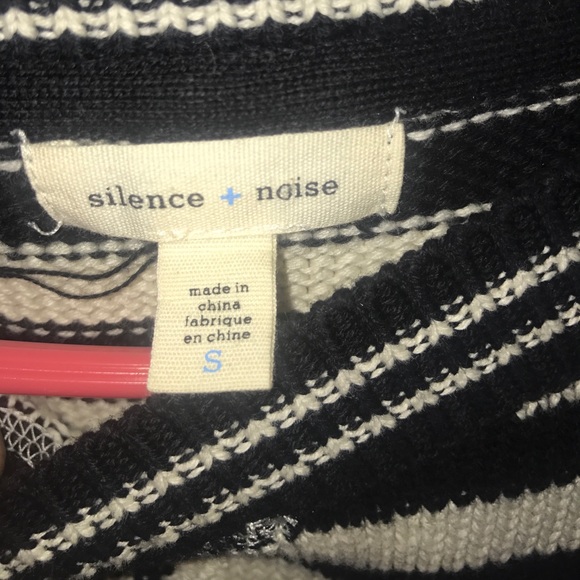 silence + noise
made in
china
fabrique
en chine
S